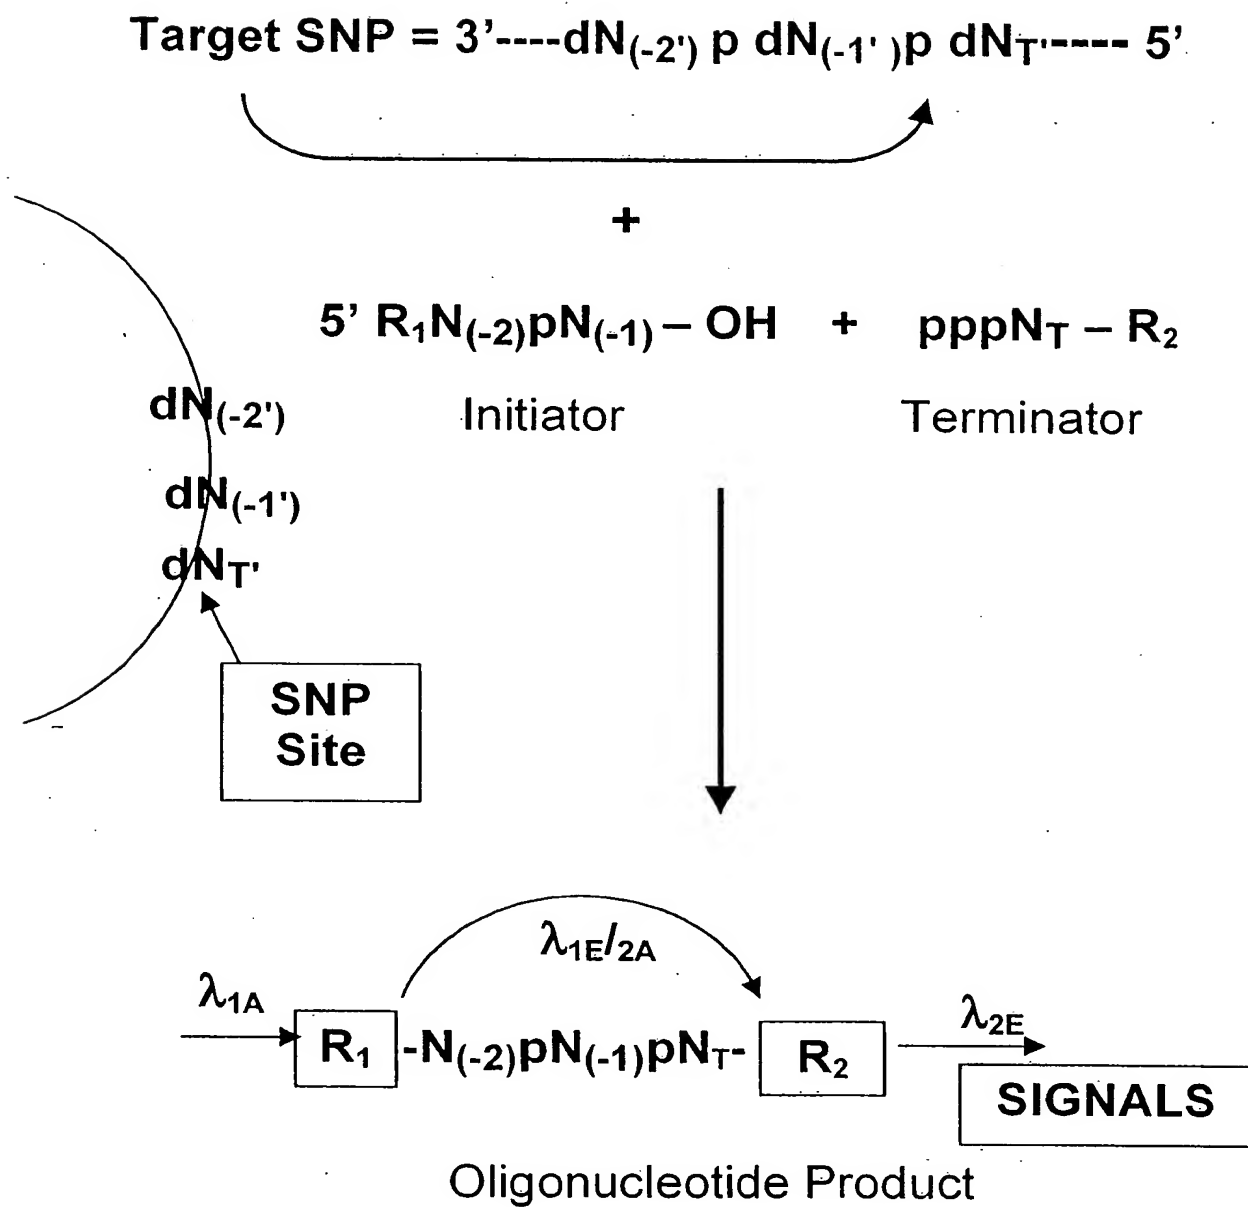 Target SNP = 3'----dN(-2') p dN(-1' )p dNT'----- 5'
+
5' R1N(-2)pN(-1) – OH + pppNT – R2
Initiator Terminator
dN(-2')
dN(-1')
dNT'
SNP
Site
λ1E/2A
λ1A
λ2E
R1 -N(-2)pN(-1)pNT- R2
SIGNALS
Oligonucleotide Product